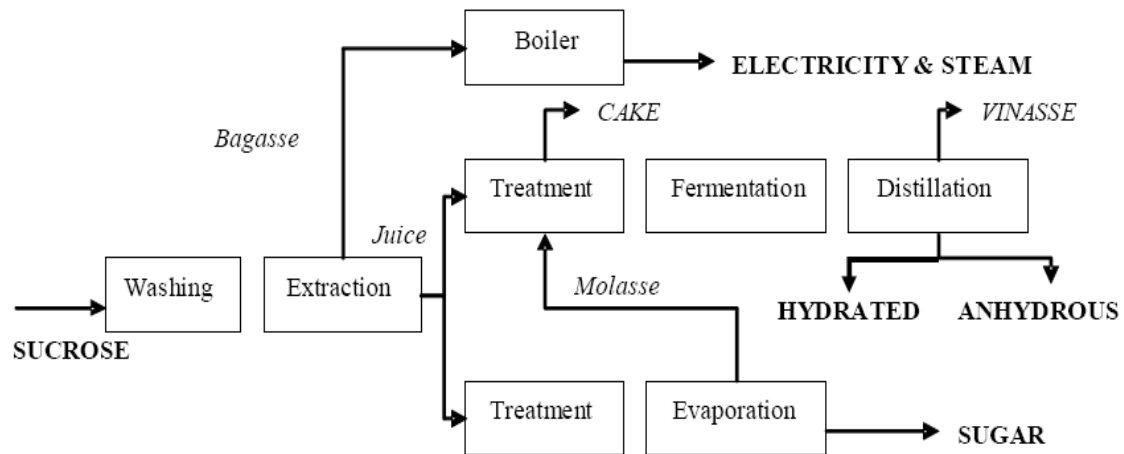 Boiler
ELECTRICITY & STEAM
CAKE
VINASSE
Bagasse
Treatment
Fermentation
Distillation
Juice
Washing
Extraction
Molasse
HYDRATED
ANHYDROUS
SUCROSE
Treatment
Evaporation
SUGAR